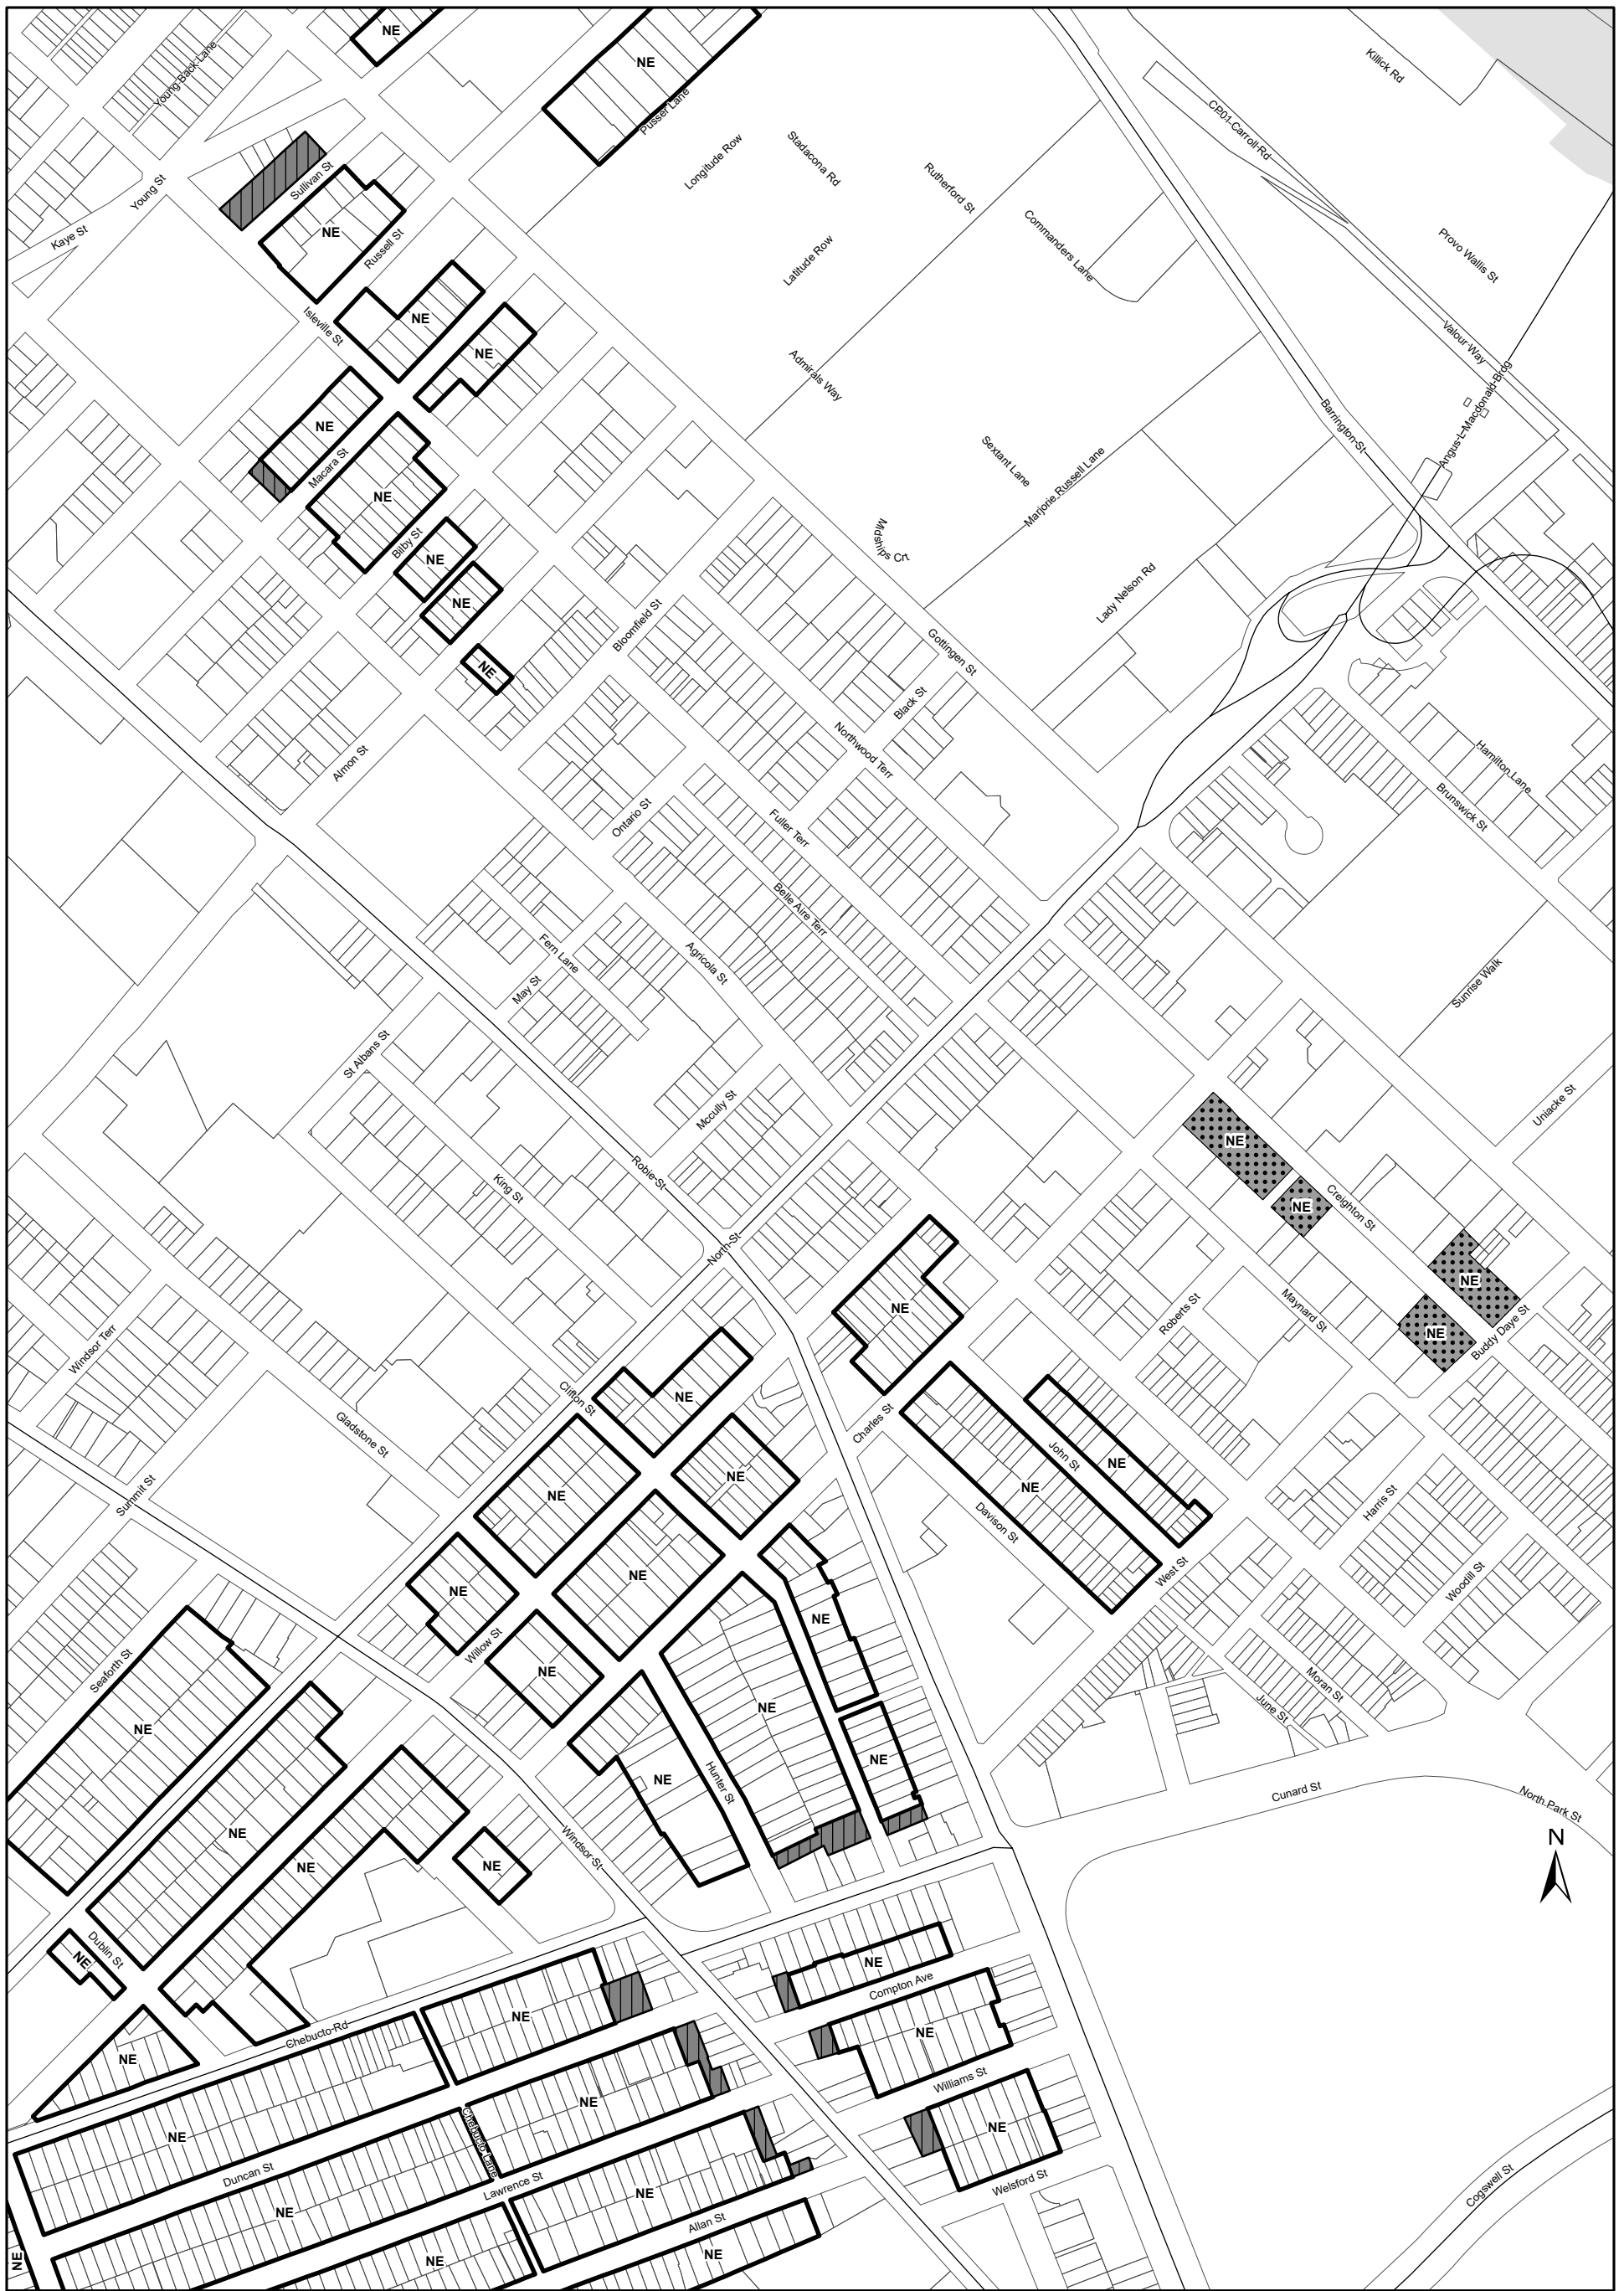 NE
NE
Killick Rd
Young Back Lane
Pusser Lane
CP01-Carroll-Rd
Longitude Row
Stadacona Rd
Rutherford St
Sullivan St
Young St
Commanders Lane
Kaye St
NE
Russell St
Latitude Row
Provo Wallis St
Isleville St
NE
NE
Valour Way
Admirals Way
Angus-L-Macdonald-Brdg
Barrington-St
NE
Macara St
Sextant Lane
Marjorie Russell Lane
NE
Bilby St
Midships Crt
NE
NE
Lady Nelson Rd
Bloomfield St
Gottingen St
NE
Black St
Northwood Terr
Almon St
Hamilton Lane
Brunswick St
Ontario St
Fuller Terr
Belle Aire Terr
Fern Lane
Agricola St
May St
Sunrise Walk
St Albans St
Mccully St
Uniacke St
NE
Robie-St
King St
NE
Creighton St
North-St
NE
NE
Maynard St
Roberts St
NE
Buddy Daye St
Windsor Terr
Clifton St
NE
Gladstone St
Charles St
John St
NE
NE
NE
NE
Summit St
Davison St
Harris St
NE
NE
West St
Woodill St
NE
Willow St
NE
Seaforth St
Moran St
June St
NE
NE
NE
NE
Hunter St
Cunard St
North Park St
NE
Windsor-St
NE
NE
N
Dublin St
NE
NE
Compton Ave
NE
Chebucto-Rd
NE
NE
Williams St
NE
NE
NE
Chebucto-Lane
Duncan St
Lawrence St
Welsford St
NE
NE
Cogswell St
Allan St
NE
NE
NE